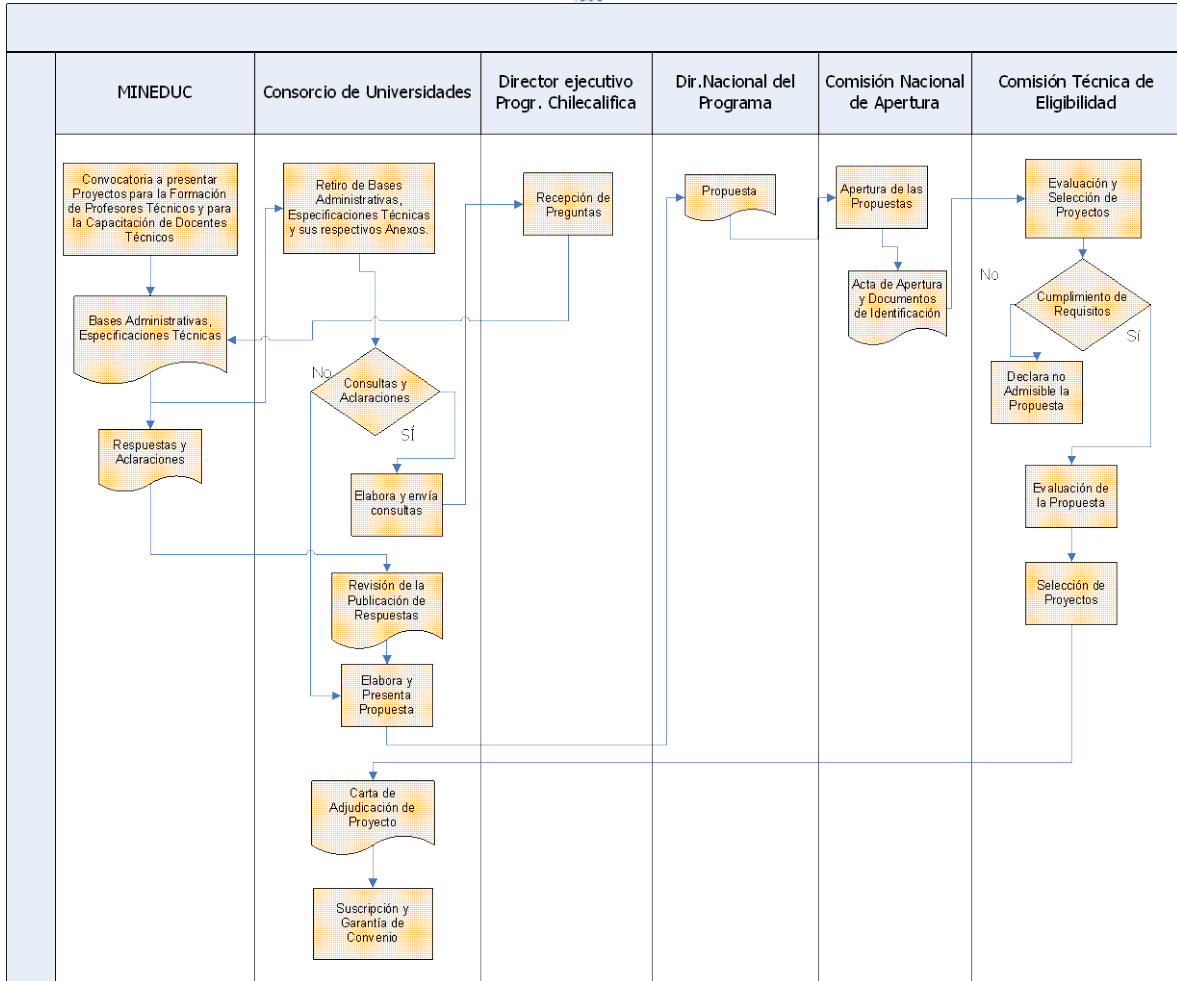 MINEDUC
Consorcio de Universidades
Director ejecutivo
Progr. Chilecalifica
Dir.Nacional del
Programa
Comisión Nacional
de Apertura
Comisión Técnica de
Eligibilidad
Convocatoria a presentar
Proyectos para la Formación
de Profesores Técnicos y para
la Capacitación de Docentes
Técnicos
Bases Administrativas,
Especificaciones Técnicas
Respuestas y
Aclaraciones
Retiro de Bases
Administrativas,
Especificaciones Técnicas
y sus respectivos Anexos.
No
Consultas y
Aclaraciones
SÍ
Elabora y envía
consultas
Revisión de la
Publicación de
Respuestas
Elabora y
Presenta
Propuesta
Carta de
Adjudicación de
Proyecto
Suscripción y
Garantía de
Convenio
Recepción de
Preguntas
Propuesta
Apertura de las
Propuestas
Acta de Apertura
y Documentos
de Identificación
Evaluación y
Selección de
Proyectos
No
Cumplimiento de
Requisitos
Sí
Declara no
Admisible la
Propuesta
Evaluación de
la Propuesta
Selección de
Proyectos